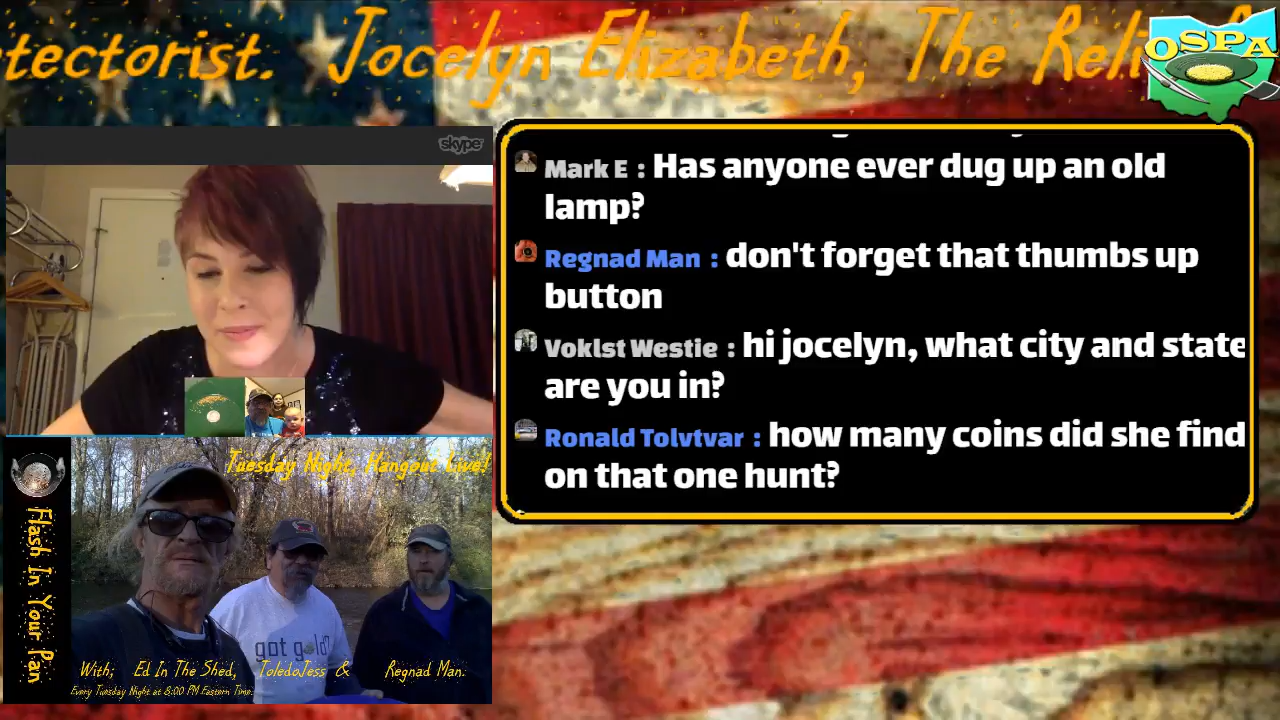 tectorist. Jocelyn Elizabeth, The Reli
OSPA
skype
Mark E : Has anyone ever dug up an old
lamp?
Regnad Man : don't forget that thumbs up
button
Voklst Westie : hi jocelyn, what city and state
are you in?
Ronald Tolvtvar : how many coins did she find
on that one hunt?
Tuesday Night, Hangout Live!
Flash In Your Pan
got gold?
With; Ed In The Shed, ToledoJess & Regnad Man.
Every Tuesday Night at 8:00 PM Eastern Time.